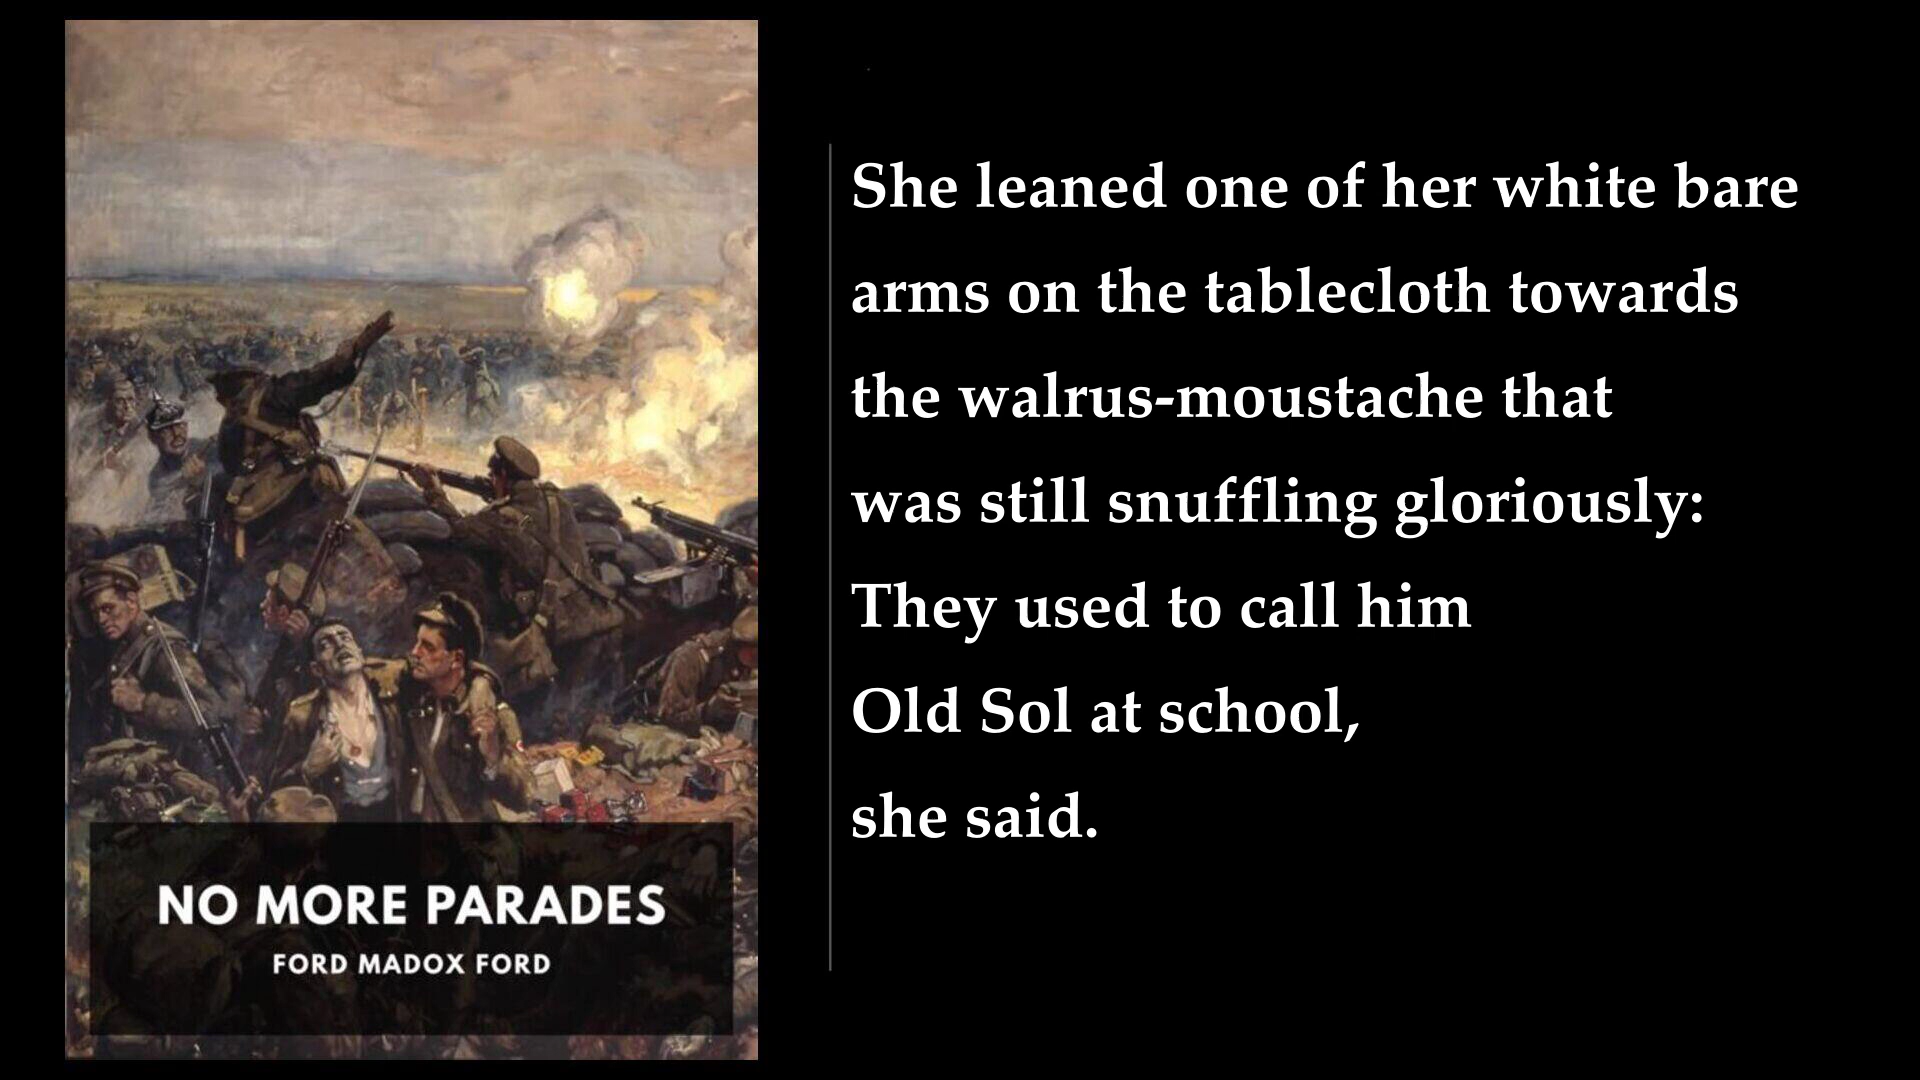 She leaned one of her white bare
arms on the tablecloth towards
the walrus-moustache that
was still snuffling gloriously:
They used to call him
Old Sol at school,
she said.
NO MORE PARADES
FORD MADOX FORD